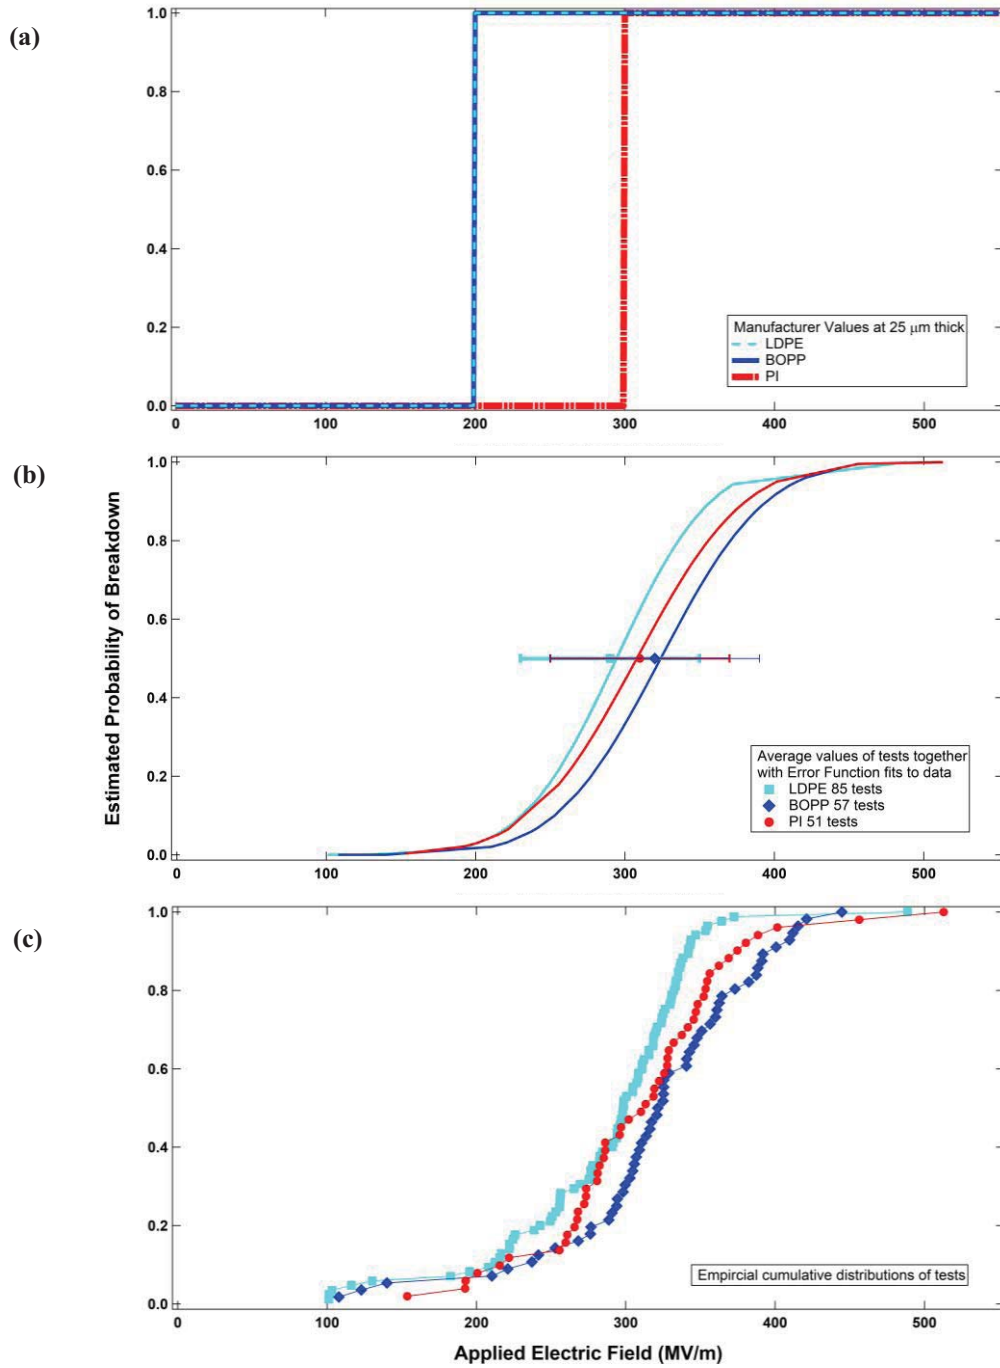 (a)
1.0
0.8
0.6
0.4
0.2
0.0
0 100 200 300 400 500
Manufacturer Values at 25 μm thick
LDPE
BOPP
PI
(b)
Estimated Probability of Breakdown
1.0
0.8
0.6
0.4
0.2
0.0
0 100 200 300 400 500
Average values of tests together
with Error Function fits to data
LDPE 85 tests
BOPP 57 tests
PI 51 tests
(c)
1.0
0.8
0.6
0.4
0.2
0.0
0 100 200 300 400 500
Empircial cumulative distributions of tests
Applied Electric Field (MV/m)